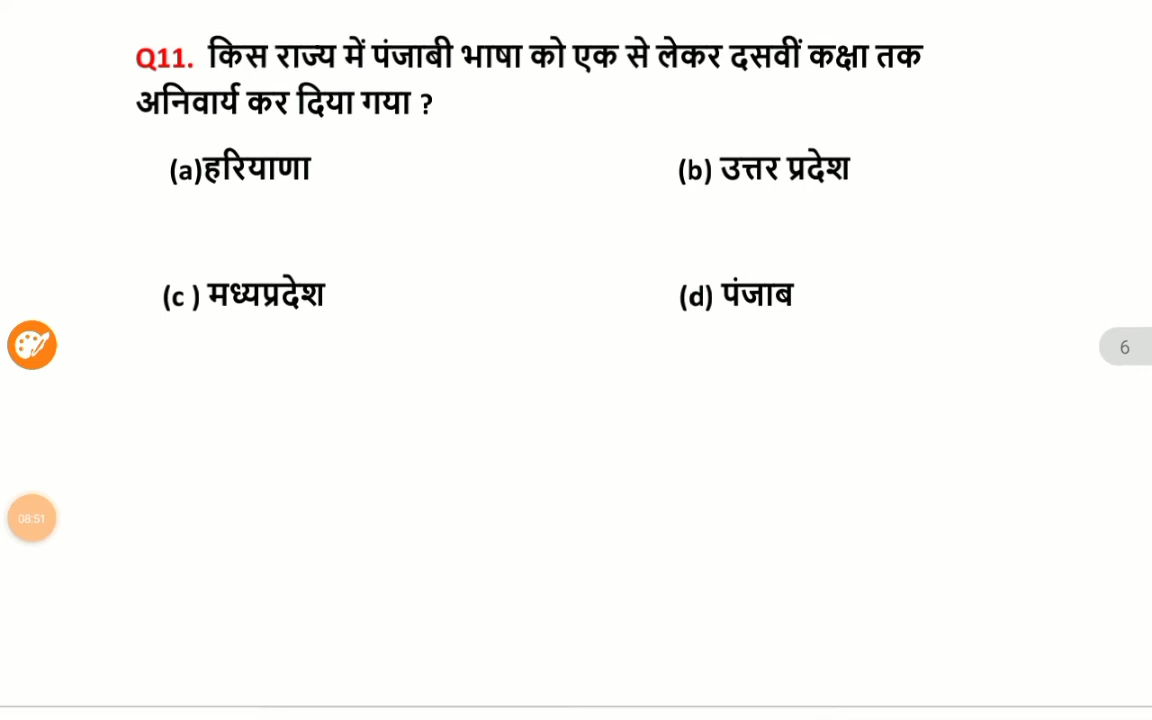 Q11. किस राज्य में पंजाबी भाषा को एक से लेकर दसवीं कक्षा तक
अनिवार्य कर दिया गया ?
(a)हरियाणा (b) उत्तर प्रदेश
(c ) मध्यप्रदेश (d) पंजाब
6
08:51